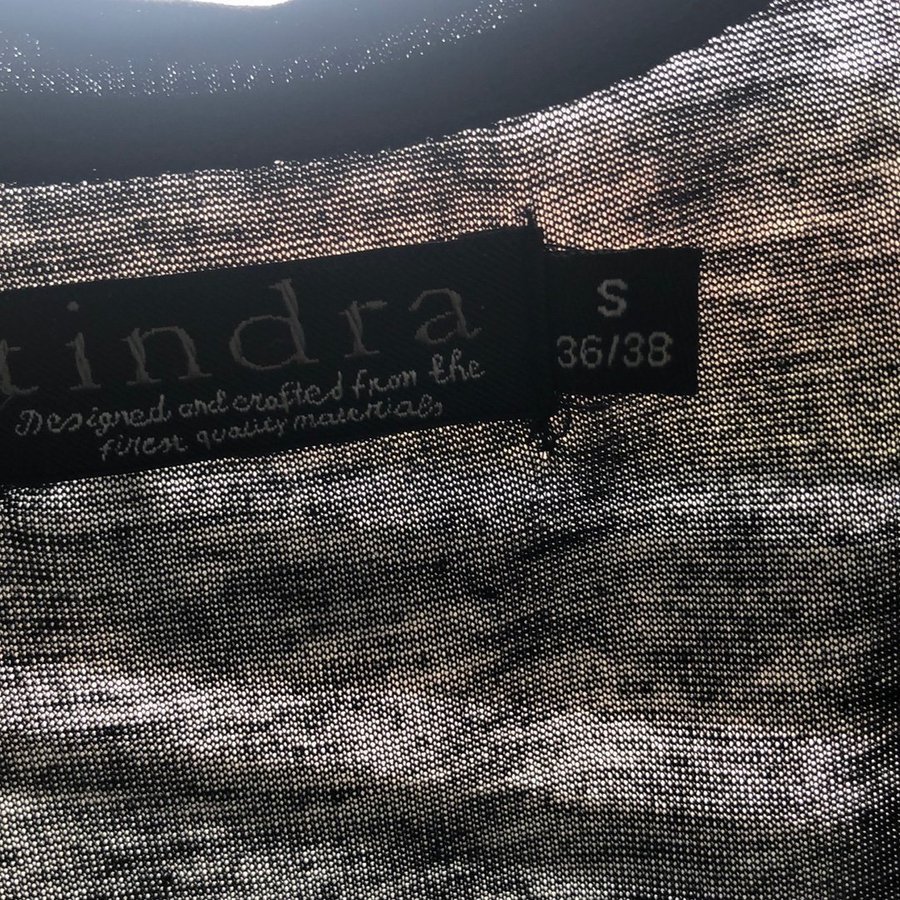 tindra
Designed and crafted from the
finest quality materials
S
36/38